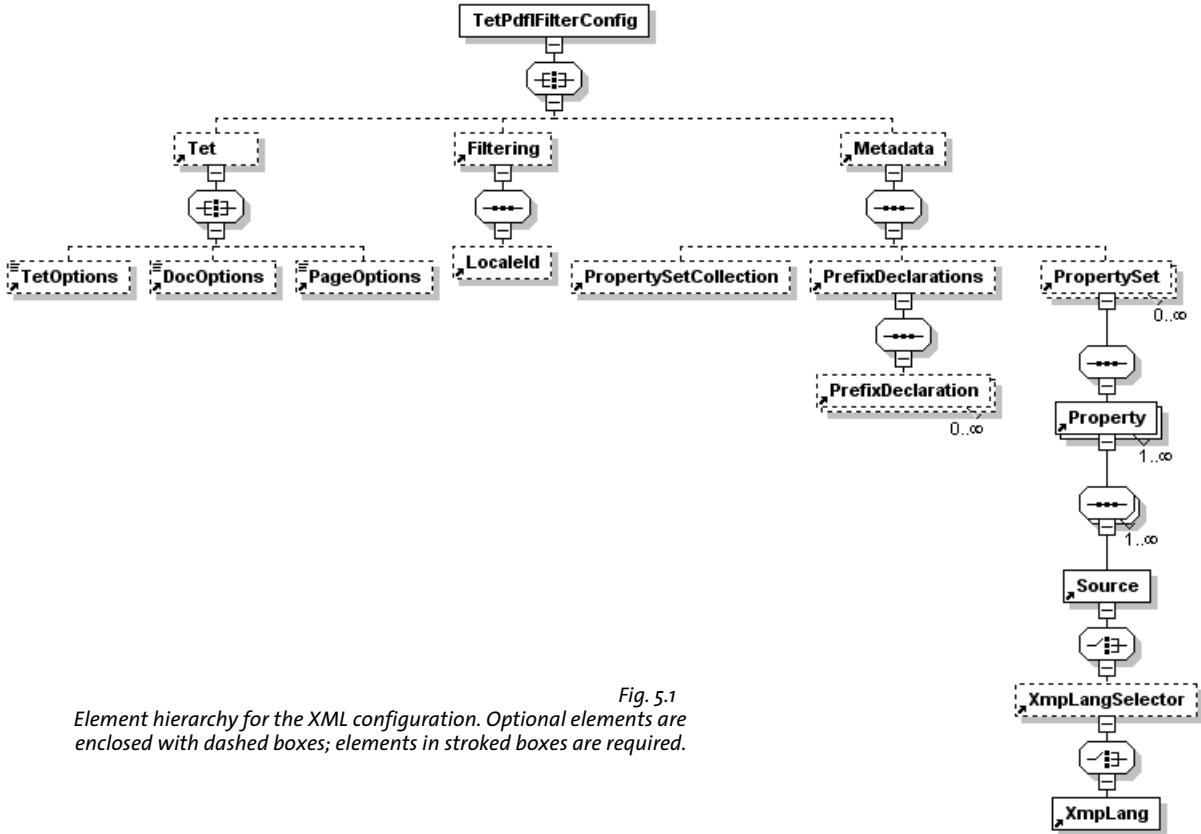 TetPdfIFilterConfig
Tet
Filtering
Metadata
TetOptions
DocOptions
PageOptions
LocaleId
PropertySetCollection
PrefixDeclarations
PropertySet
0..∞
PrefixDeclaration
0..∞
Property
1..∞
1..∞
Source
XmpLangSelector
XmpLang
Fig. 5.1
Element hierarchy for the XML configuration. Optional elements are
enclosed with dashed boxes; elements in stroked boxes are required.